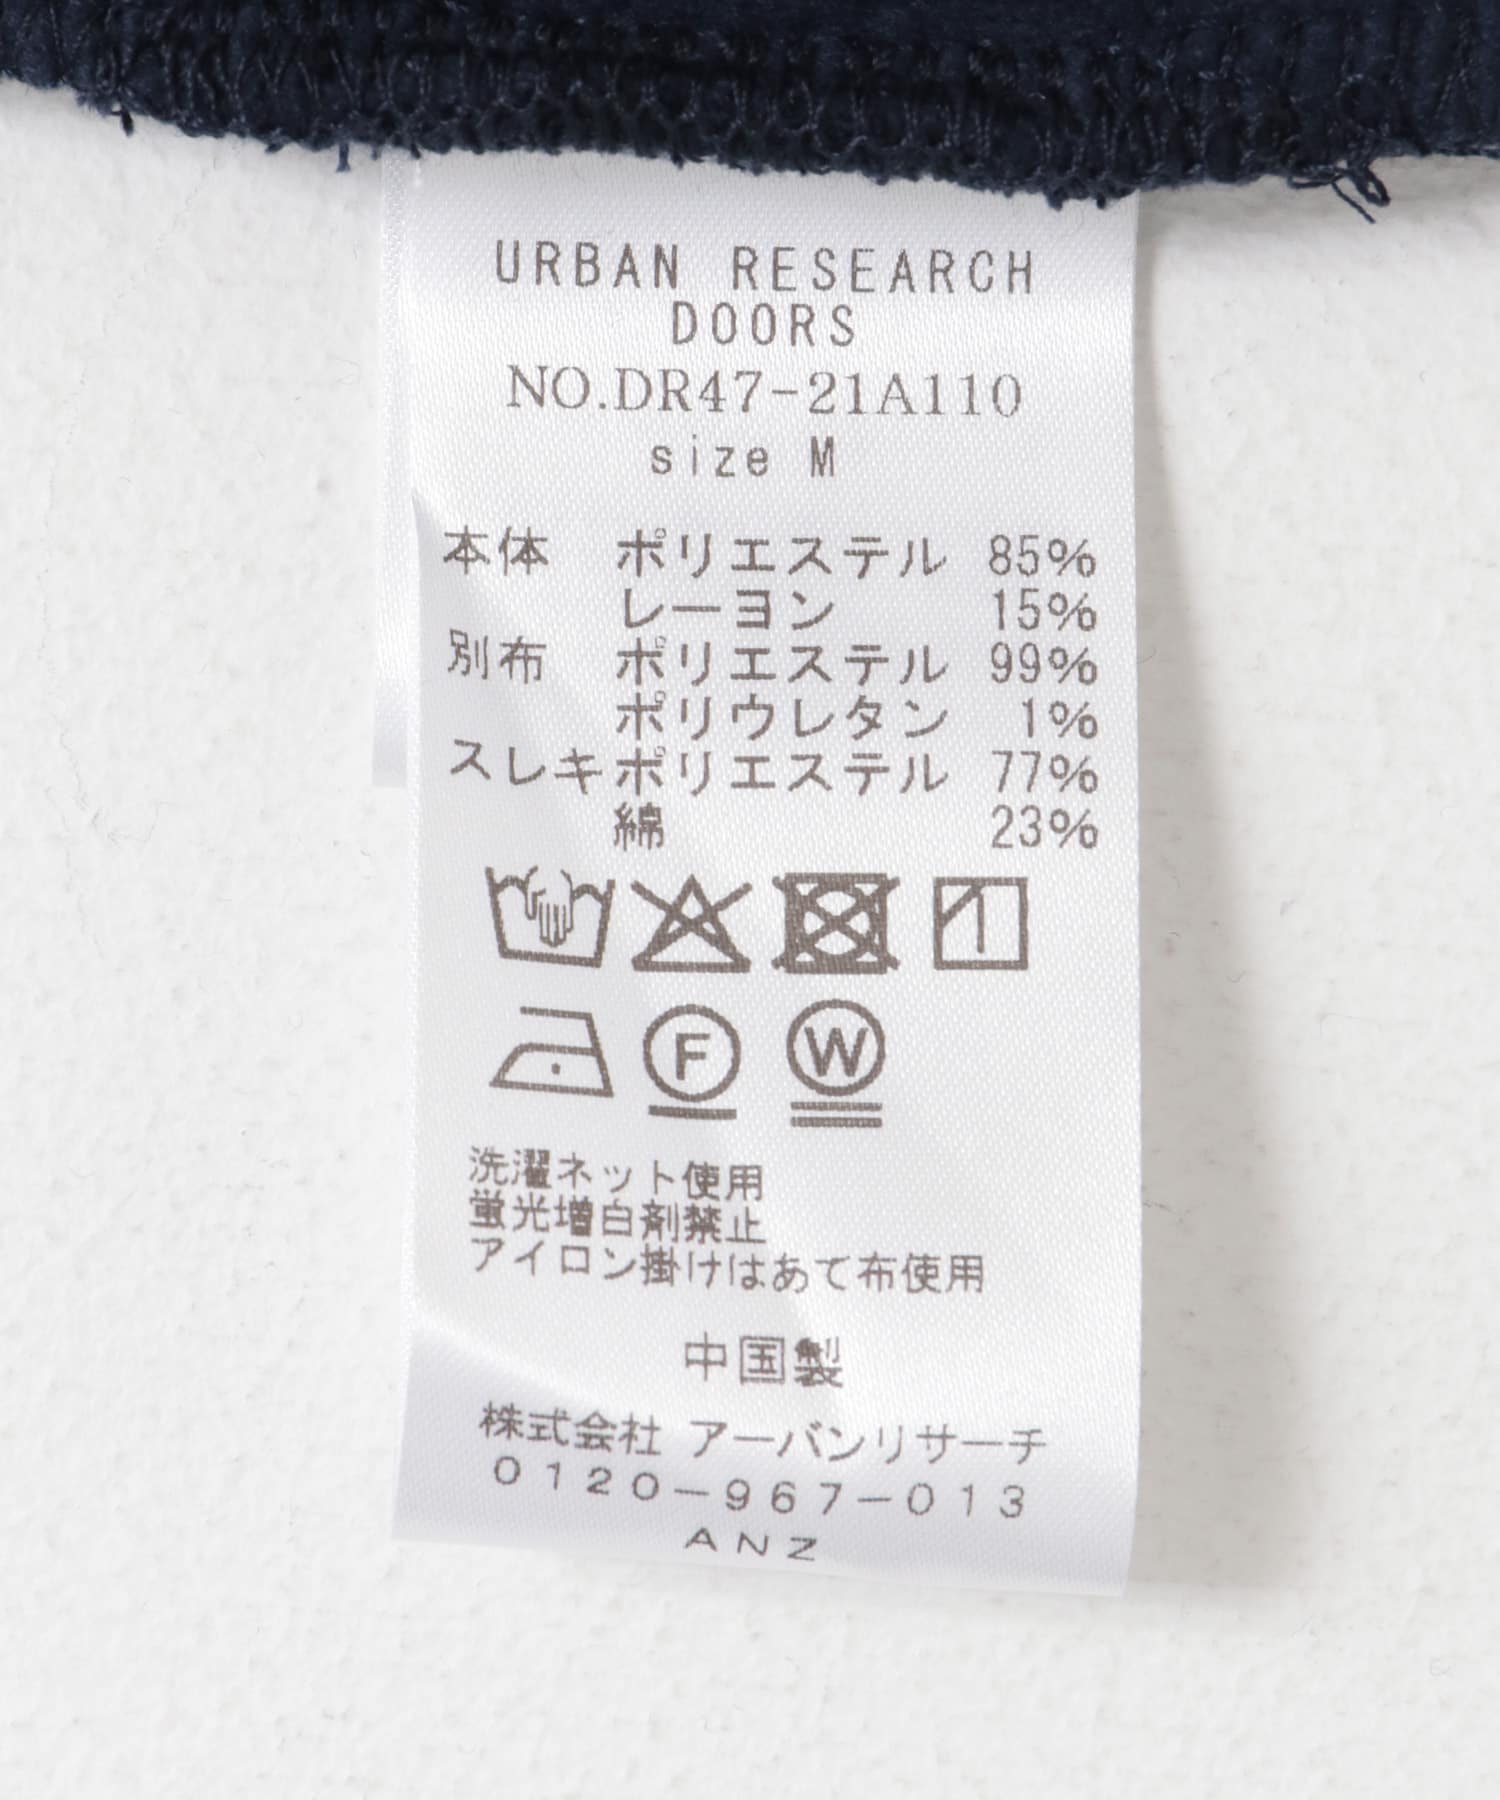 URBAN RESEARCH
DOORS
NO.DR47-21A110
size M
本体 ポリエステル 85%
レーヨン 15%
別布 ポリエステル 99%
ポリウレタン 1%
スレキ ポリエステル 77%
綿 23%
F W
洗濯ネット使用
蛍光増白剤禁止
アイロン掛けはあて布使用
中国製
株式会社 アーバンリサーチ
0120-967-013
ANZ